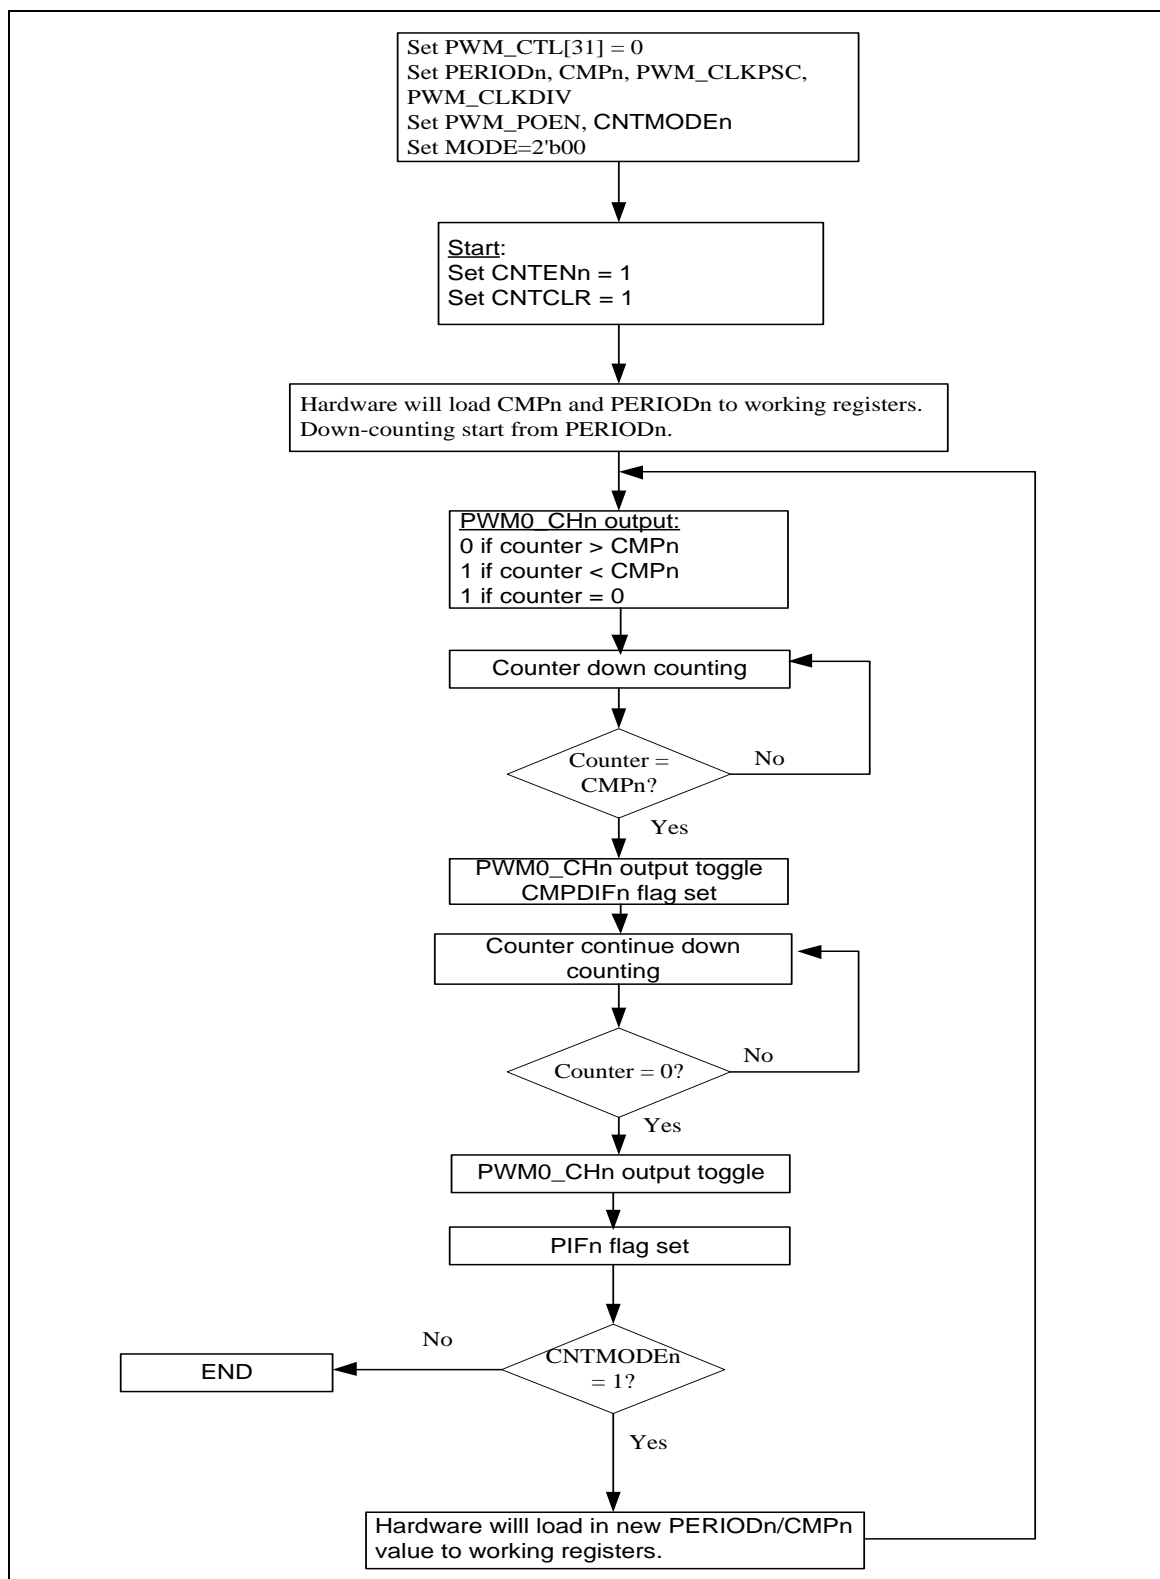 Set PWM_CTL[31] = 0
Set PERIODn, CMPn, PWM_CLKPSC,
PWM_CLKDIV
Set PWM_POEN, CNTMODEn
Set MODE=2'b00
Start:
Set CNTENn = 1
Set CNTCLR = 1
Hardware will load CMPn and PERIODn to working registers.
Down-counting start from PERIODn.
PWM0_CHn output:
0 if counter > CMPn
1 if counter < CMPn
1 if counter = 0
Counter down counting
Counter =
CMPn?
No
Yes
PWM0_CHn output toggle
CMPDIFn flag set
Counter continue down
counting
Counter = 0?
No
Yes
PWM0_CHn output toggle
PIFn flag set
CNTMODEn
= 1?
No
END
Yes
Hardware willl load in new PERIODn/CMPn
value to working registers.